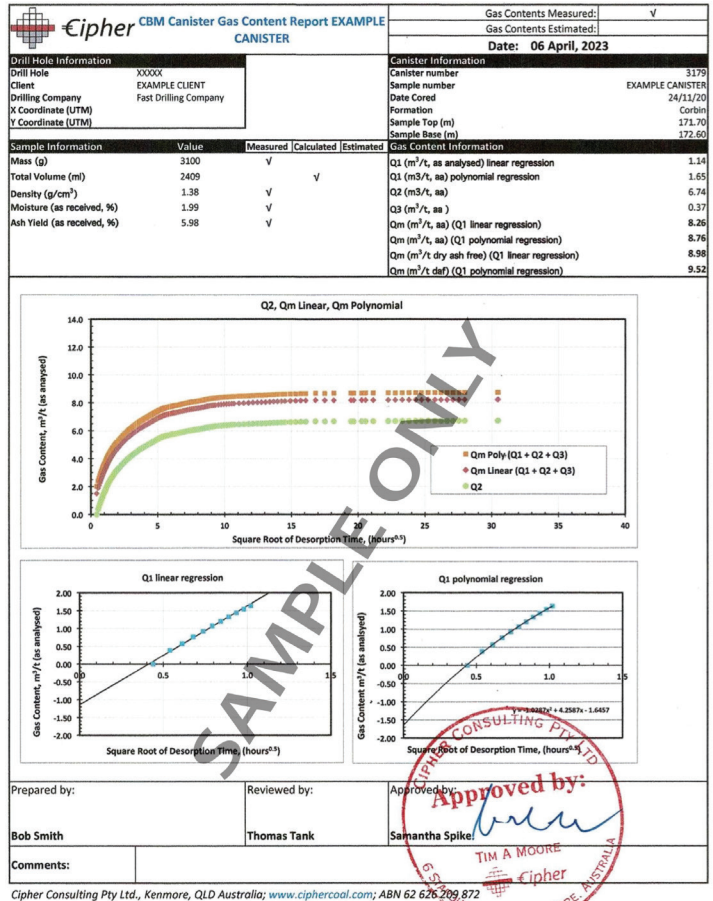 Cipher
CBM Canister Gas Content Report EXAMPLE CANISTER
Gas Contents Measured: √
Gas Contents Estimated:
Date: 06 April, 2023
Drill Hole Information
Drill Hole XXXXX
Client EXAMPLE CLIENT
Drilling Company Fast Drilling Company
X Coordinate (UTM)
Y Coordinate (UTM)
Canister Information
Canister number 3179
Sample number EXAMPLE CANISTER
Date Cored 24/11/20
Formation Corbin
Sample Top (m) 171.70
Sample Base (m) 172.60
Sample Information Value Measured Calculated Estimated
Mass (g) 3100 √
Total Volume (ml) 2409 √
Density (g/cm³) 1.38 √
Moisture (as received, %) 1.99 √
Ash Yield (as received, %) 5.98 √
Gas Content Information
Q1 (m³/t, as analysed) linear regression 1.14
Q1 (m3/t, aa) polynomial regression 1.65
Q2 (m3/t, aa) 6.74
Q3 (m³/t, aa ) 0.37
Qm (m³/t, aa) (Q1 linear regression) 8.26
Qm (m³/t, aa) (Q1 polynomial regression) 8.76
Qm (m³/t dry ash free) (Q1 linear regression) 8.98
Qm (m³/t daf) (Q1 polynomial regression) 9.52
Q2, Qm Linear, Qm Polynomial
Gas Content, m³/t (as anaysed)
14.0
12.0
10.0
8.0
6.0
4.0
2.0
0.0
0 5 10 15 20 25 30 35 40
Square Root of Desorption Time, (hours⁰·⁵)
Qm Poly (Q1 + Q2 + Q3)
Qm Linear (Q1 + Q2 + Q3)
Q2
SAMPLE ONLY
Q1 linear regression
Gas Content, m³/t (as analysed)
2.00
1.50
1.00
0.50
0.00
-0.50
-1.00
-1.50
-2.00
0.0 0.5 1.0 1.5
Square Root of Desorption Time, (hours⁰·⁵)
Q1 polynomial regression
Gas Content, m³/t (as analysed)
2.00
1.50
1.00
0.50
0.00
-0.50
-1.00
-1.50
-2.00
0.5 1.0 1.5
+ 4.2587x - 1.6457
Square Root of Desorption Time, (hours⁰·⁵)
Prepared by:
Bob Smith
Reviewed by:
Thomas Tank
Approved by:
Samantha Spike
CIPHER CONSULTING PTY LTD
Approved by:
TIM A MOORE
Cipher
AUSTRALIA
Comments:
Cipher Consulting Pty Ltd., Kenmore, QLD Australia; www.ciphercoal.com; ABN 62 626 209 872